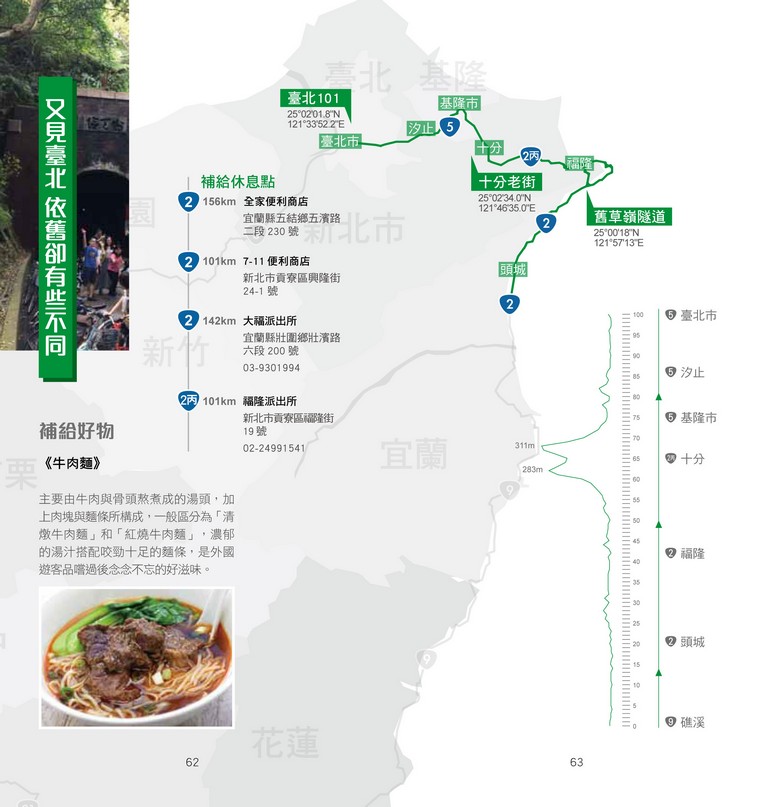 又見臺北 依舊卻有些不同
補給好物
《牛肉麵》
主要由牛肉與骨頭熬煮成的湯頭，加
上肉塊與麵條所構成，一般區分為「清
燉牛肉麵」和「紅燒牛肉麵」，濃郁
的湯汁搭配咬勁十足的麵條，是外國
遊客品嚐過後念念不忘的好滋味。
62
補給休息點
2 156km 全家便利商店
宜蘭縣五結鄉五濱路
二段 230 號
2 101km 7-11 便利商店
新北市貢寮區興隆街
24-1 號
2 142km 大福派出所
宜蘭縣壯圍鄉壯濱路
六段 200 號
03-9301994
2丙 101km 福隆派出所
新北市貢寮區福隆街
19 號
02-24991541
臺北
基隆
園
新北市
新竹
苗栗
宜蘭
花蓮
臺北101
25°02'01.8"N
121°33'52.2"E
臺北市
汐止
5
基隆市
十分
2丙
福隆
十分老街
25°02'34.0"N
121°46'35.0"E
舊草嶺隧道
25°00'18"N
121°57'13"E
2
頭城
2
9
9
311m
283m
100
95
90
85
80
75
70
65
60
55
50
45
40
35
30
25
20
15
10
5
0
5 臺北市
5 汐止
5 基隆市
2丙 十分
2 福隆
2 頭城
9 礁溪
63